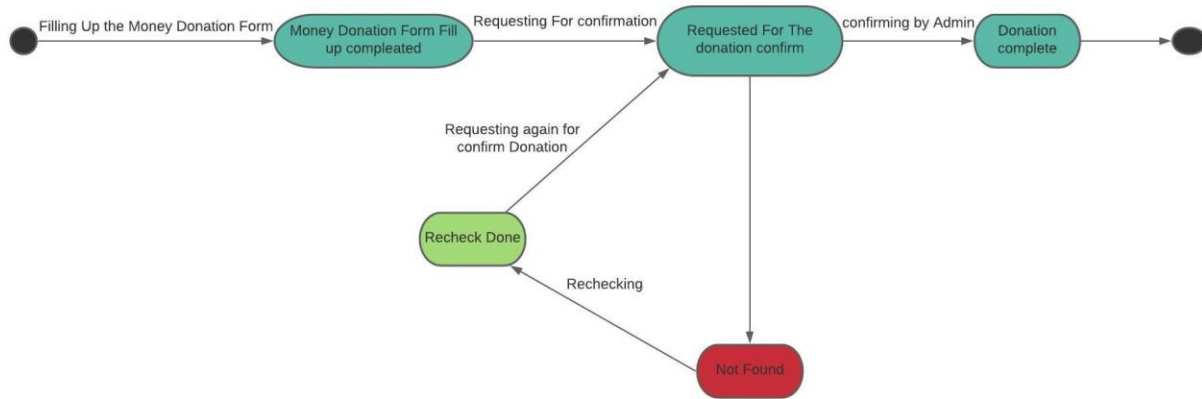 Filling Up the Money Donation Form
Money Donation Form Fill
up compleated
Requesting For confirmation
Requested For The
donation confirm
confirming by Admin
Donation
complete
Requesting again for
confirm Donation
Recheck Done
Rechecking
Not Found